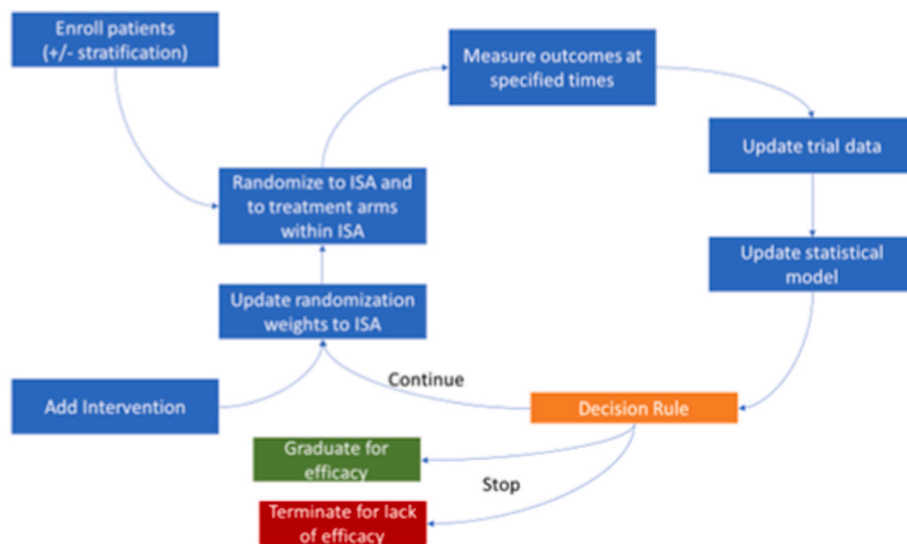 Enroll patients
(+/- stratification)
Measure outcomes at
specified times
Update trial data
Randomize to ISA and
to treatment arms
within ISA
Update statistical
model
Update randomization
weights to ISA
Continue
Add Intervention
Decision Rule
Graduate for
efficacy
Stop
Terminate for lack
of efficacy